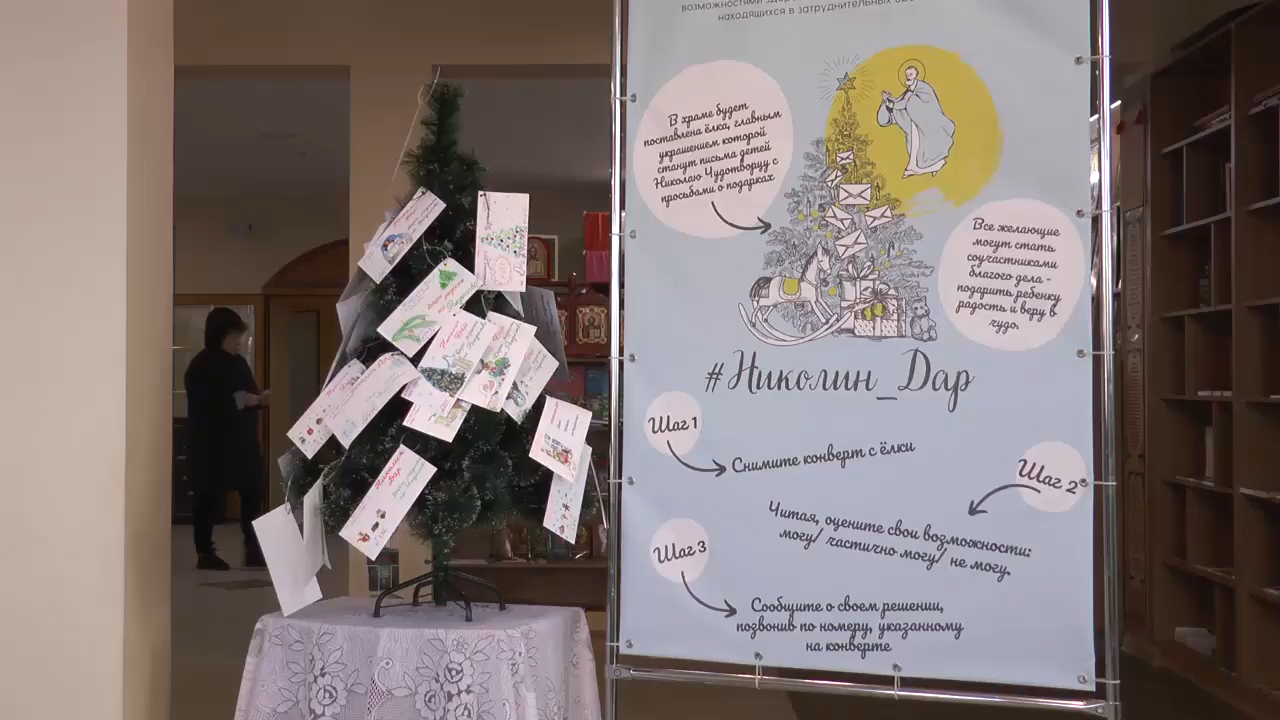 находящихся в затруднительных
В храме будет
поставлена ёлка, главным
украшением которой
станут письма детей
Николаю Чудотворцу с
просьбами о подарках
Все желающие
могут стать
соучастниками
благого дела -
подарить ребенку
радость и веру в
чудо.
#Николин_Дар
Шаг 1
Снимите конверт с ёлки
Шаг 2
Читая, оцените свои возможности:
могу/ частично могу/ не могу.
Шаг 3
Сообщите о своем решении,
позвонив по номеру, указанному
на конверте